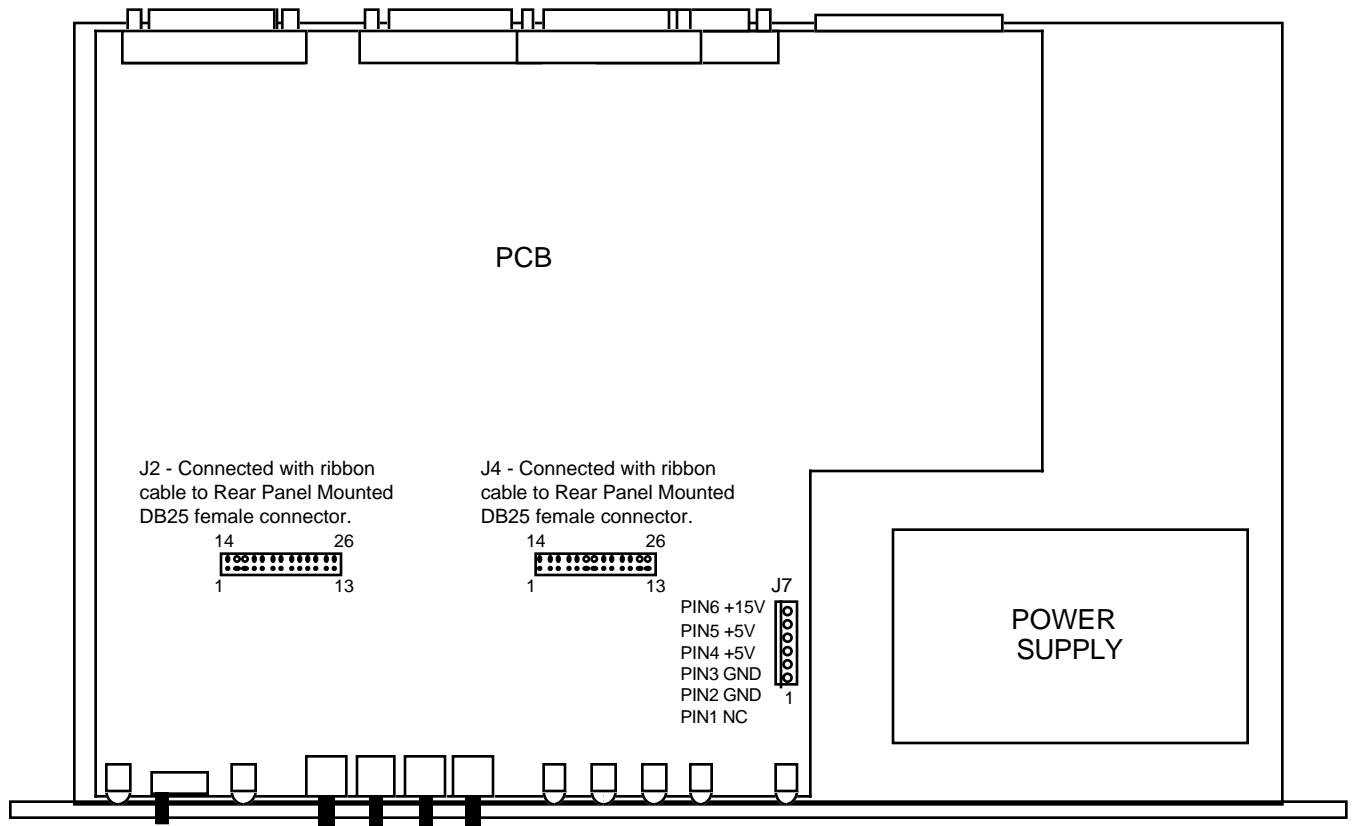 PCB
J2 - Connected with ribbon
cable to Rear Panel Mounted
DB25 female connector.
14 26
1 13
J4 - Connected with ribbon
cable to Rear Panel Mounted
DB25 female connector.
14 26
1 13
J7
PIN6 +15V
PIN5 +5V
PIN4 +5V
PIN3 GND
PIN2 GND
PIN1 NC
1
POWER
SUPPLY